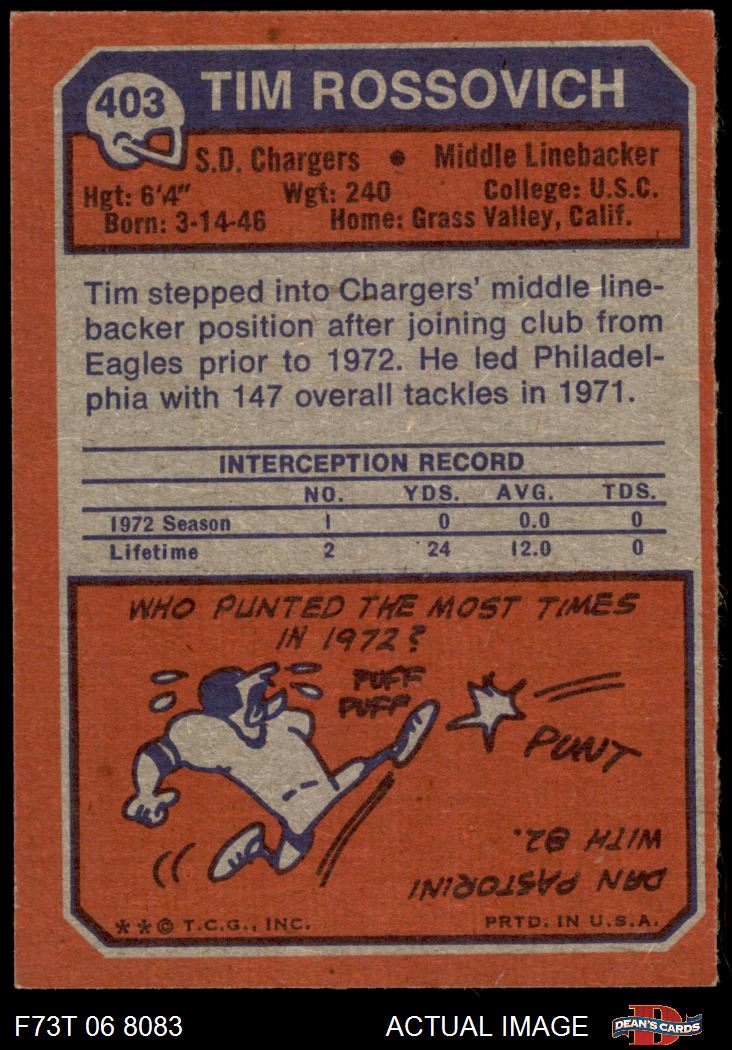 403
TIM ROSSOVICH
S.D. Chargers • Middle Linebacker
Hgt: 6'4" Wgt: 240 College: U.S.C.
Born: 3-14-46 Home: Grass Valley, Calif.
Tim stepped into Chargers' middle line-
backer position after joining club from
Eagles prior to 1972. He led Philadel-
phia with 147 overall tackles in 1971.
INTERCEPTION RECORD
NO. YDS. AVG. TDS.
1972 Season 1 0 0.0 0
Lifetime 2 24 12.0 0
WHO PUNTED THE MOST TIMES
IN 1972?
PUFF
PUFF
PUNT
DAN PASTORINI
WITH 82.
**© T.C.G., INC. PRTD. IN U.S.A.
F73T 06 8083 ACTUAL IMAGE
D
DEAN'S CARDS